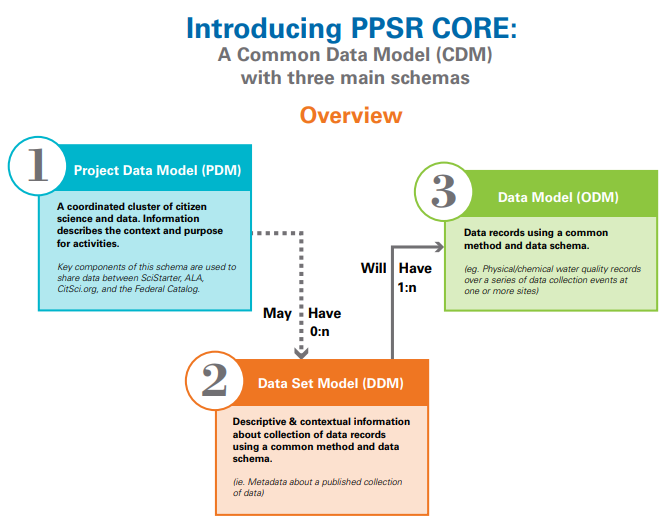 Introducing PPSR CORE:
A Common Data Model (CDM)
with three main schemas
Overview
1
Project Data Model (PDM)
A coordinated cluster of citizen
science and data. Information
describes the context and purpose
for activities.
Key components of this schema are used to
share data between SciStarter, ALA,
CitSci.org, and the Federal Catalog.
May Have
0:n
2
Data Set Model (DDM)
Descriptive & contextual information
about collection of data records
using a common method and data
schema.
(ie. Metadata about a published collection
of data)
Will Have
1:n
3
Data Model (ODM)
Data records using a common
method and data schema.
(eg. Physical/chemical water quality records
over a series of data collection events at
one or more sites)